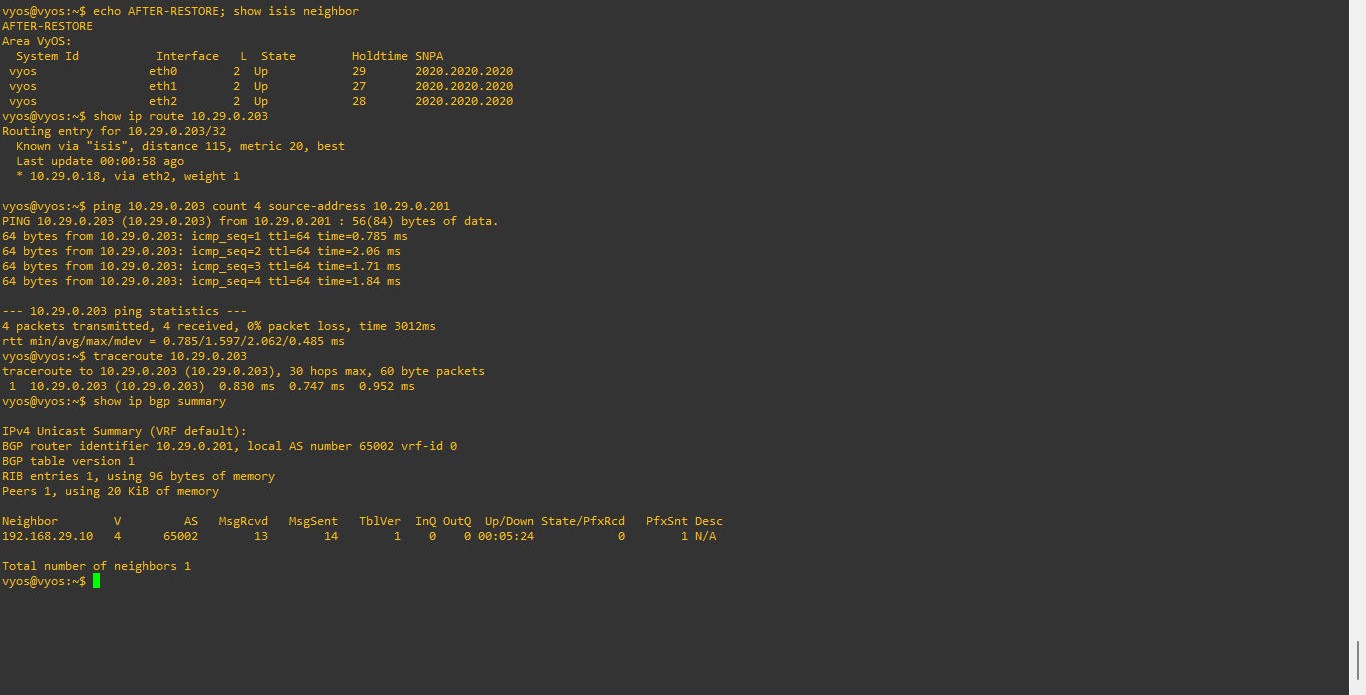 vyos@vyos:~$ echo AFTER-RESTORE; show isis neighbor
AFTER-RESTORE
Area VyOS:
  System Id           Interface   L  State        Holdtime SNPA
 vyos                eth0        2  Up            29       2020.2020.2020
 vyos                eth1        2  Up            27       2020.2020.2020
 vyos                eth2        2  Up            28       2020.2020.2020
vyos@vyos:~$ show ip route 10.29.0.203
Routing entry for 10.29.0.203/32
  Known via "isis", distance 115, metric 20, best
  Last update 00:00:58 ago
  * 10.29.0.18, via eth2, weight 1

vyos@vyos:~$ ping 10.29.0.203 count 4 source-address 10.29.0.201
PING 10.29.0.203 (10.29.0.203) from 10.29.0.201 : 56(84) bytes of data.
64 bytes from 10.29.0.203: icmp_seq=1 ttl=64 time=0.785 ms
64 bytes from 10.29.0.203: icmp_seq=2 ttl=64 time=2.06 ms
64 bytes from 10.29.0.203: icmp_seq=3 ttl=64 time=1.71 ms
64 bytes from 10.29.0.203: icmp_seq=4 ttl=64 time=1.84 ms

--- 10.29.0.203 ping statistics ---
4 packets transmitted, 4 received, 0% packet loss, time 3012ms
rtt min/avg/max/mdev = 0.785/1.597/2.062/0.485 ms
vyos@vyos:~$ traceroute 10.29.0.203
traceroute to 10.29.0.203 (10.29.0.203), 30 hops max, 60 byte packets
 1  10.29.0.203 (10.29.0.203)  0.830 ms  0.747 ms  0.952 ms
vyos@vyos:~$ show ip bgp summary

IPv4 Unicast Summary (VRF default):
BGP router identifier 10.29.0.201, local AS number 65002 vrf-id 0
BGP table version 1
RIB entries 1, using 96 bytes of memory
Peers 1, using 20 KiB of memory

Neighbor        V         AS   MsgRcvd   MsgSent   TblVer  InQ OutQ  Up/Down State/PfxRcd   PfxSnt Desc
192.168.29.10   4      65002        13        14        1   0    0 00:05:24            0        1 N/A

Total number of neighbors 1
vyos@vyos:~$